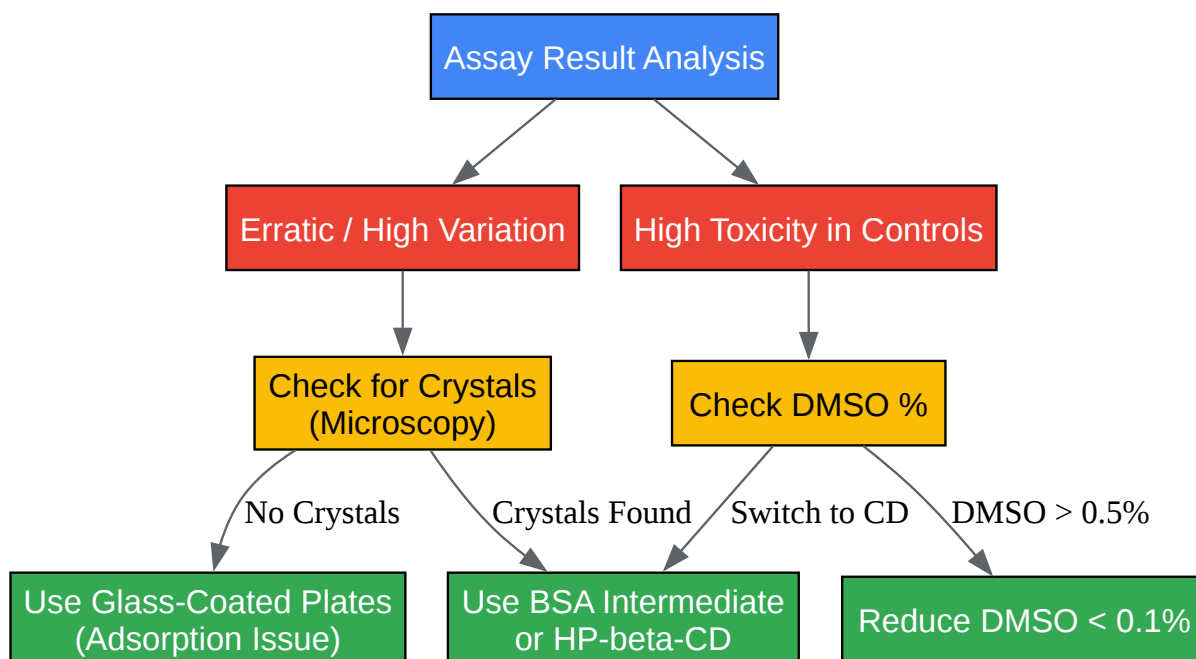 Assay Result Analysis
Erratic / High Variation
High Toxicity in Controls
Check for Crystals
(Microscopy)
Check DMSO %
No Crystals
Crystals Found
Switch to CD
DMSO > 0.5%
Use Glass-Coated Plates
(Adsorption Issue)
Use BSA Intermediate
or HP-beta-CD
Reduce DMSO < 0.1%